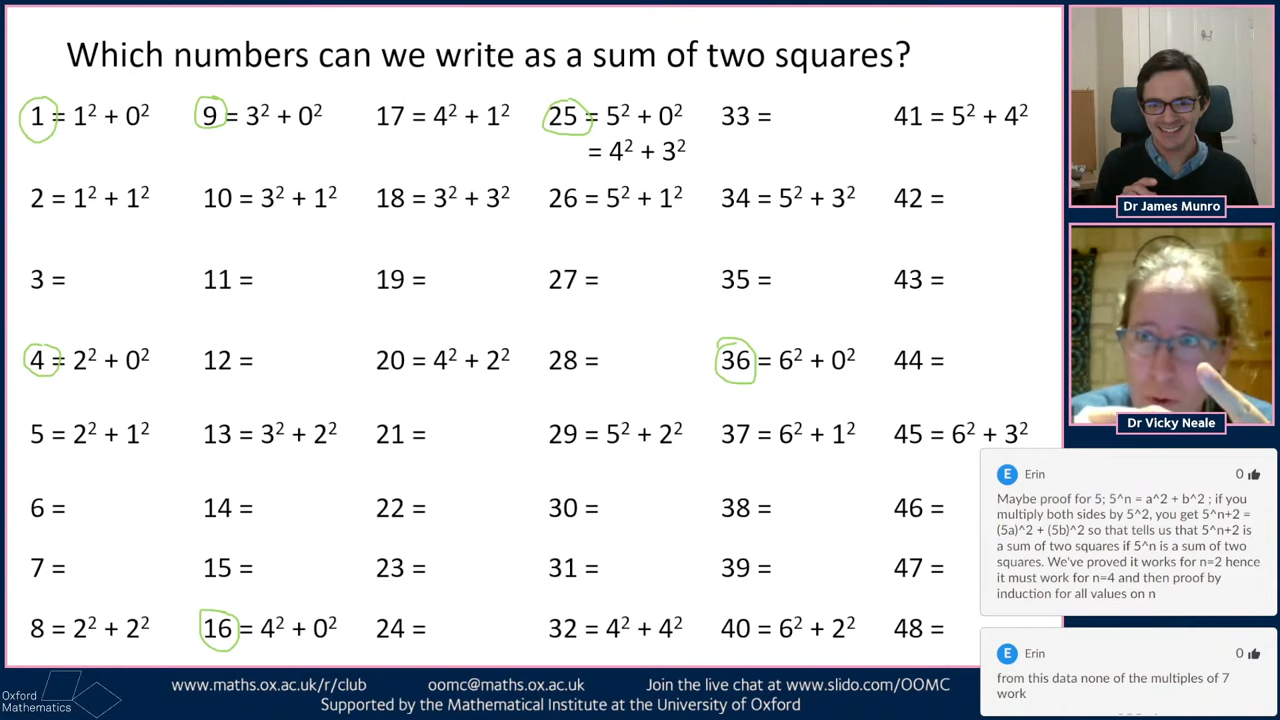 Which numbers can we write as a sum of two squares?
1 = 1² + 0²
2 = 1² + 1²
3 =
4 = 2² + 0²
5 = 2² + 1²
6 =
7 =
8 = 2² + 2²
9 = 3² + 0²
10 = 3² + 1²
11 =
12 =
13 = 3² + 2²
14 =
15 =
16 = 4² + 0²
17 = 4² + 1²
18 = 3² + 3²
19 =
20 = 4² + 2²
21 =
22 =
23 =
24 =
25 = 5² + 0²
= 4² + 3²
26 = 5² + 1²
27 =
28 =
29 = 5² + 2²
30 =
31 =
32 = 4² + 4²
33 =
34 = 5² + 3²
35 =
36 = 6² + 0²
37 = 6² + 1²
38 =
39 =
40 = 6² + 2²
41 = 5² + 4²
42 =
43 =
44 =
45 = 6² + 3²
46 =
47 =
48 =
Dr James Munro
Dr Vicky Neale
E Erin 0
Maybe proof for 5; 5^n = a^2 + b^2 ; if you
multiply both sides by 5^2, you get 5^n+2 =
(5a)^2 + (5b)^2 so that tells us that 5^n+2 is
a sum of two squares if 5^n is a sum of two
squares. We've proved it works for n=2 hence
it must work for n=4 and then proof by
induction for all values on n
E Erin 0
from this data none of the multiples of 7
work
Oxford
Mathematics
www.maths.ox.ac.uk/r/club oomc@maths.ox.ac.uk Join the live chat at www.slido.com/OOMC
Supported by the Mathematical Institute at the University of Oxford